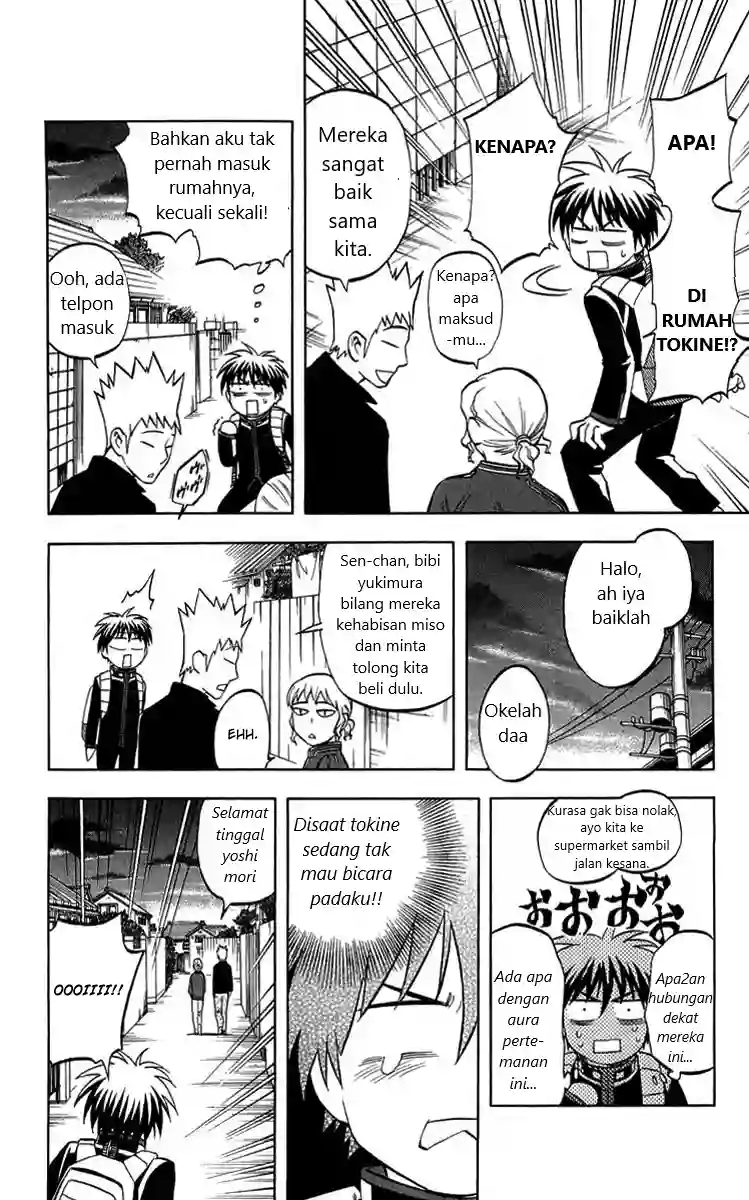 APA!
DI
RUMAH
TOKINE!?
KENAPA?
Mereka
sangat
baik
sama
kita.
Kenapa?
apa
maksud
-mu...
Bahkan aku tak
pernah masuk
rumahnya,
kecuali sekali!
Ooh, ada
telpon
masuk
Halo,
ah iya
baiklah
Okelah
daa
Sen-chan, bibi
yukimura
bilang mereka
kehabisan miso
dan minta
tolong kita
beli dulu.
EHH.
Kurasa gak bisa nolak,
ayo kita ke
supermarket sambil
jalan kesana.
おおおおお
Apa2an
hubungan
dekat
mereka
ini...
Ada apa
dengan
aura
perte-
manan
ini...
Disaat tokine
sedang tak
mau bicara
padaku!!
Selamat
tinggal
yoshi
mori
OOOIIII!!